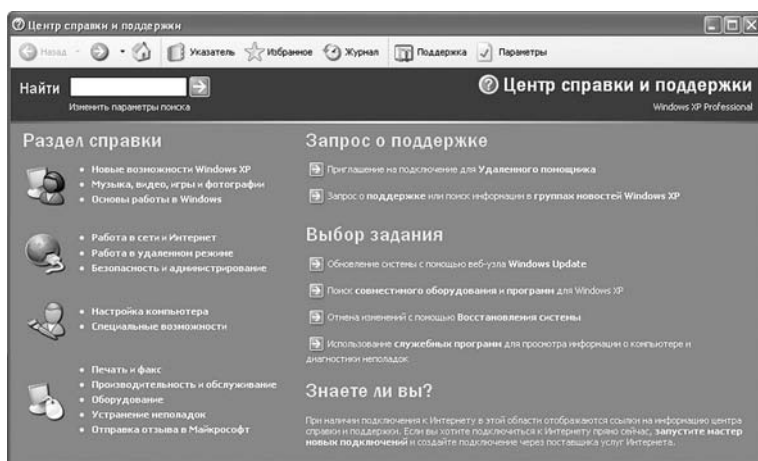 Центр справки и поддержки
Назад
Указатель
Избранное
Журнал
Поддержка
Параметры
Найти
Изменить параметры поиска
Центр справки и поддержки
Windows XP Professional
Раздел справки
Новые возможности Windows XP
Музыка, видео, игры и фотографии
Основы работы в Windows
Работа в сети и Интернет
Работа в удаленном режиме
Безопасность и администрирование
Настройка компьютера
Специальные возможности
Печать и факс
Производительность и обслуживание
Оборудование
Устранение неполадок
Отправка отзыва в Майкрософт
Запрос о поддержке
Приглашение на подключение для Удаленного помощника
Запрос о поддержке или поиск информации в группах новостей Windows XP
Выбор задания
Обновление системы с помощью веб-узла Windows Update
Поиск совместимого оборудования и программ для Windows XP
Отмена изменений с помощью Восстановления системы
Использование служебных программ для просмотра информации о компьютере и
диагностики неполадок
Знаете ли вы?
При наличии подключения к Интернету в этой области отображаются ссылки на информацию центра
справки и поддержки. Если вы хотите подключиться к Интернету прямо сейчас, запустите мастер
новых подключений и создайте подключение через поставщика услуг Интернета.